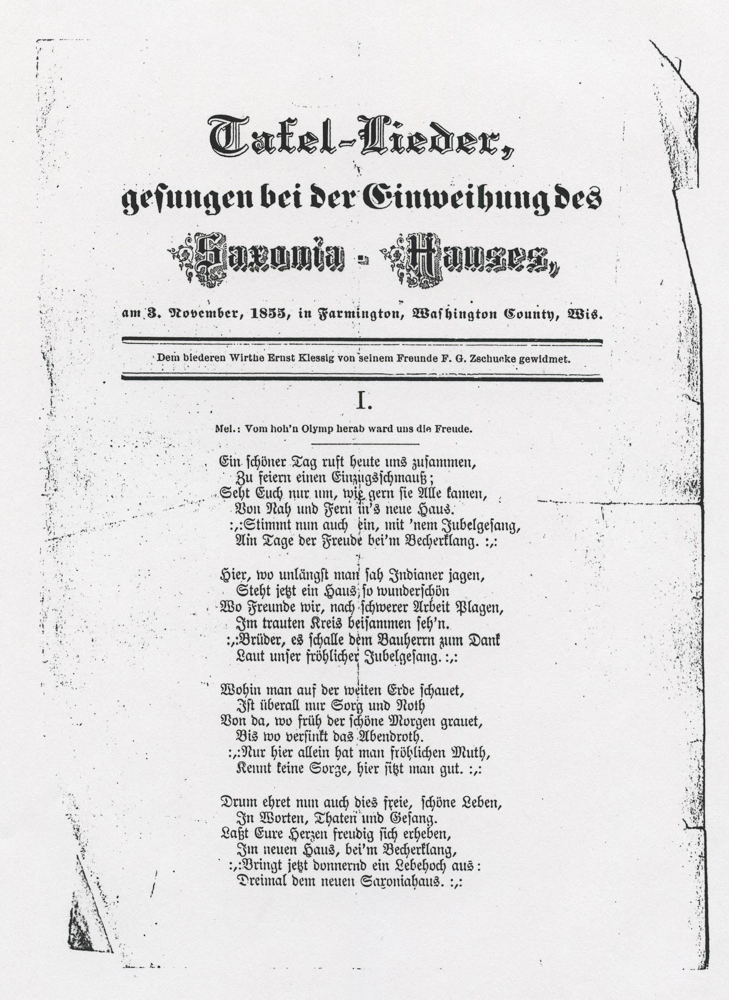 Tafel-Lieder,
gesungen bei der Einweihung des
Saxonia-Hauses,
am 3. November, 1855, in Farmington, Washington County, Wis.
Dem biederen Wirthe Ernst Klessig von seinem Freunde F. G. Zschucke gewidmet.
I.
Mel.: Vom hoh'n Olymp herab ward uns die Freude.
Ein schöner Tag ruft heute uns zusammen,
Zu feiern einen Einzugsschmauß;
Seht Euch nur um, wie gern sie Alle kamen,
Von Nah und Fern in's neue Haus.
:,:Stimmt nun auch ein, mit 'nem Jubelgesang,
Am Tage der Freude bei'm Becherklang. :,:
Hier, wo unlängst man sah Indianer jagen,
Steht jetzt ein Haus so wunderschön
Wo Freunde wir, nach schwerer Arbeit Plagen,
Im trauten Kreis beisammen seh'n.
:,:Brüder, es schalle dem Bauherrn zum Dank
Laut unser fröhlicher Jubelgesang. :,:
Wohin man auf der weiten Erde schauet,
Ist überall nur Sorg und Noth
Von da, wo früh der schöne Morgen grauet,
Bis wo versinkt das Abendroth.
:,:Nur hier allein hat man fröhlichen Muth,
Kennt keine Sorge, hier sitzt man gut. :,:
Drum ehret nun auch dies freie, schöne Leben,
In Worten, Thaten und Gesang.
Laßt Eure Herzen freudig sich erheben,
Im neuen Haus, bei'm Becherklang,
:,:Bringt jetzt donnernd ein Lebehoch aus:
Dreimal dem neuen Saxoniahaus. :,: